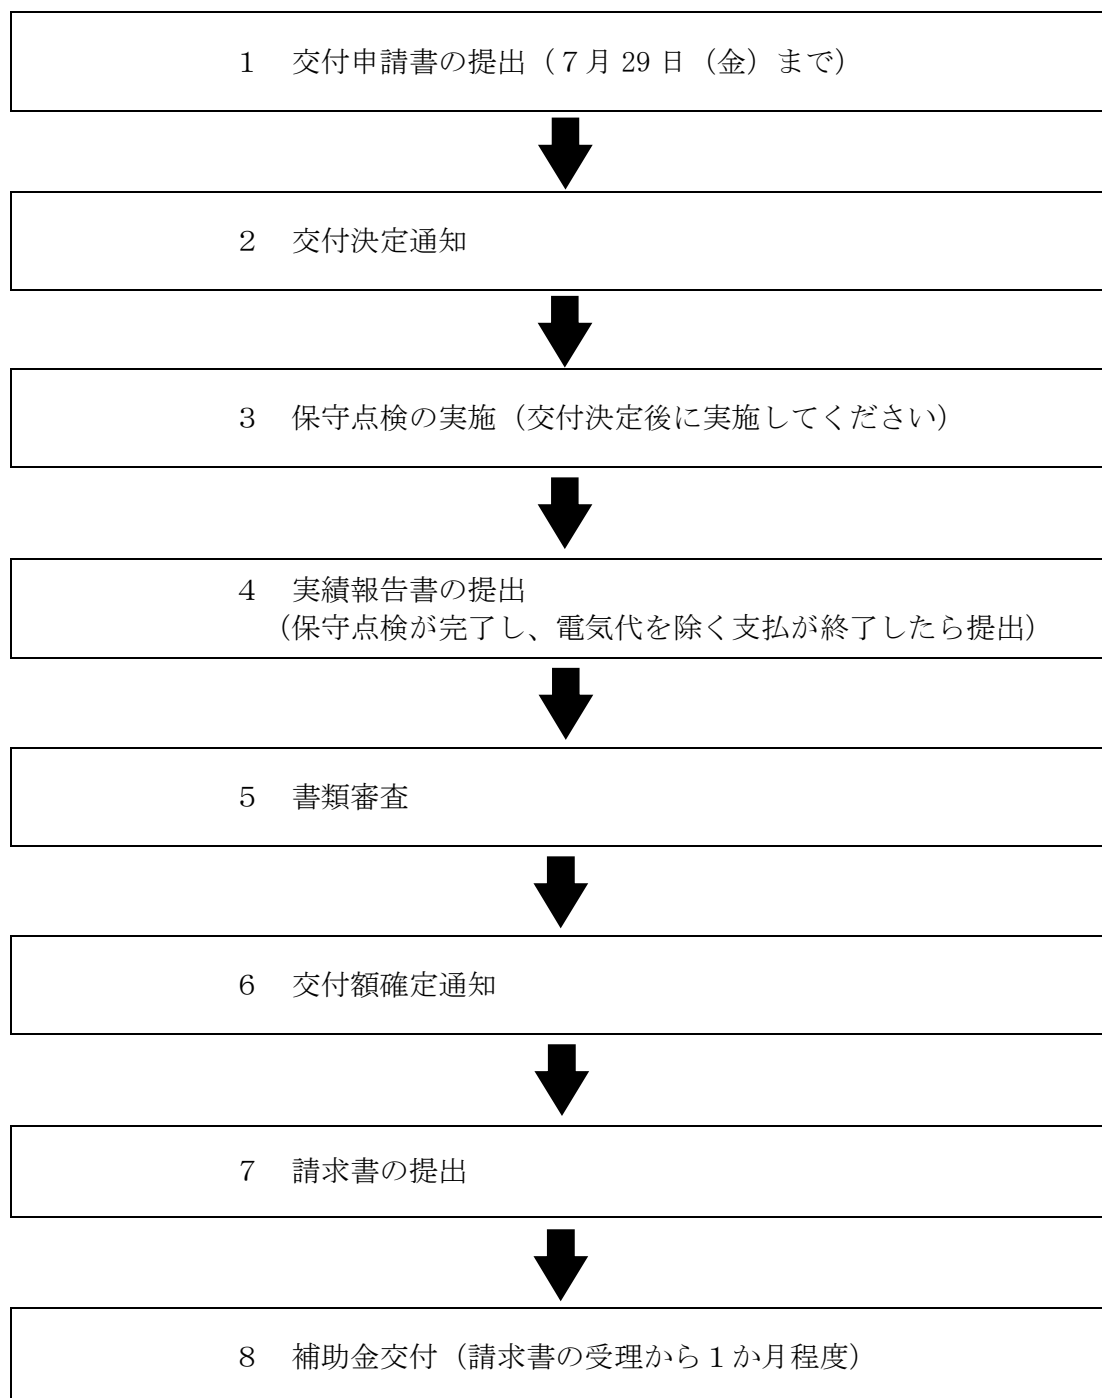 １　交付申請書の提出（７月 29 日（金）まで）
２　交付決定通知
３　保守点検の実施（交付決定後に実施してください）
４　実績報告書の提出
（保守点検が完了し、電気代を除く支払が終了したら提出）
５　書類審査
６　交付額確定通知
７　請求書の提出
８　補助金交付（請求書の受理から１か月程度）